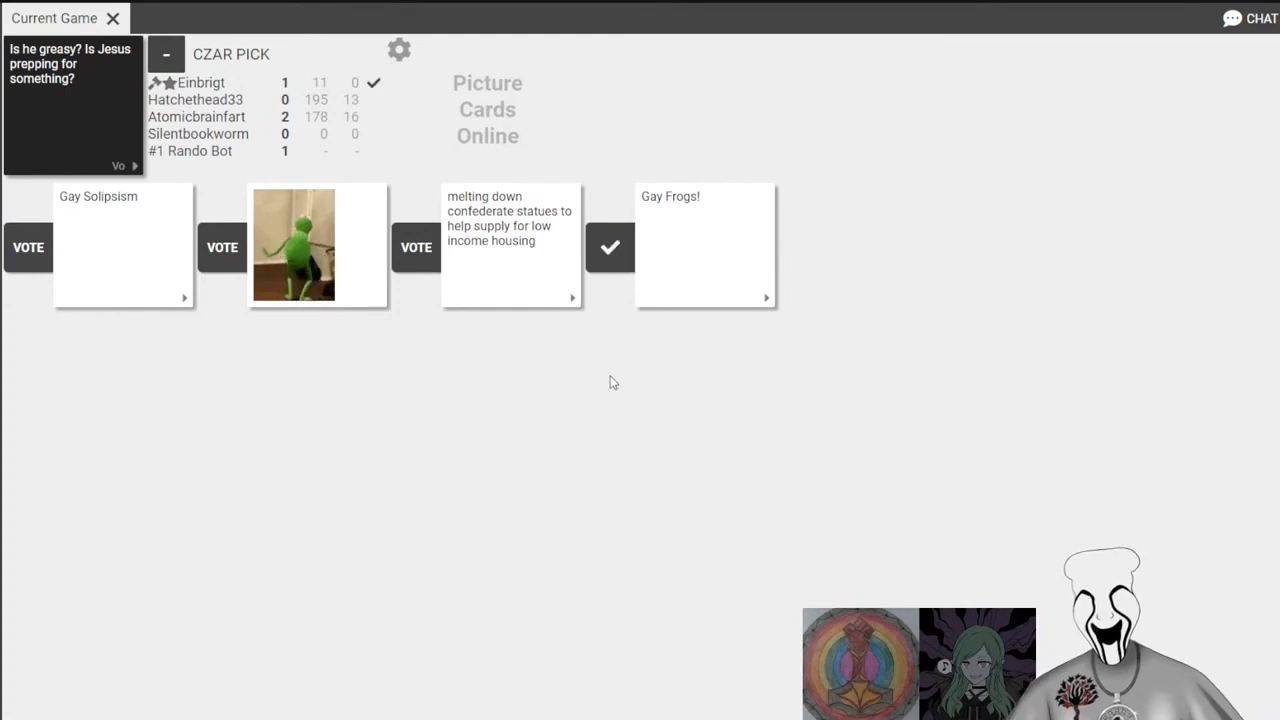 Current Game
CHAT
Is he greasy? Is Jesus
prepping for
something?
Vo
-
CZAR PICK
Einbrigt 1 11 0
Hatchethead33 0 195 13
Atomicbrainfart 2 178 16
Silentbookworm 0 0 0
#1 Rando Bot 1 - -
Picture
Cards
Online
VOTE
Gay Solipsism
VOTE
VOTE
melting down
confederate statues to
help supply for low
income housing
Gay Frogs!